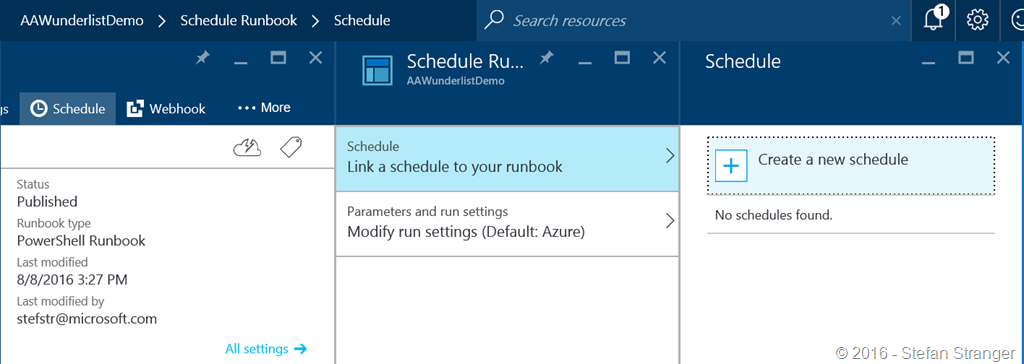 AAWunderlistDemo > Schedule Runbook > Schedule
Search resources
1
Schedule
Webhook
••• More
Status
Published
Runbook type
PowerShell Runbook
Last modified
8/8/2016 3:27 PM
Last modified by
stefstr@microsoft.com
All settings →
Schedule Ru...
AAWunderlistDemo
Schedule
Link a schedule to your runbook
Parameters and run settings
Modify run settings (Default: Azure)
Schedule
Create a new schedule
No schedules found.
© 2016 - Stefan Stranger